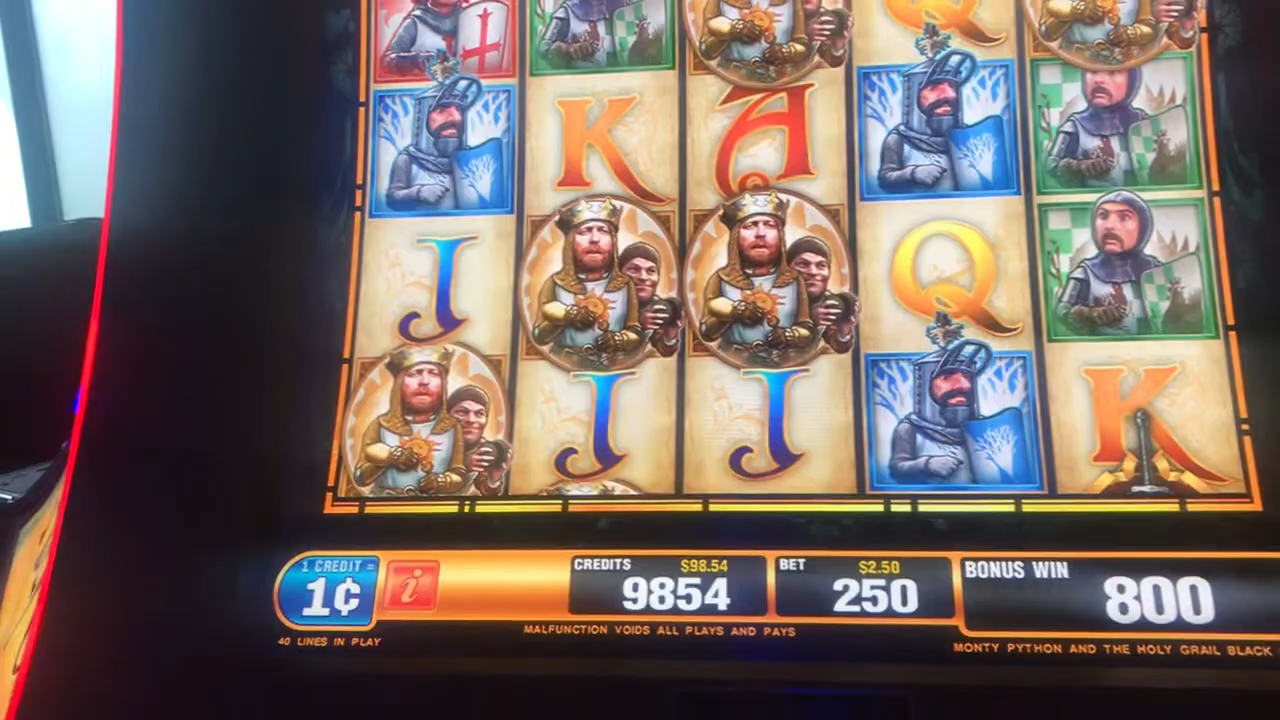 Q
K A
J Q
J J K
1 CREDIT =
1¢
i
CREDITS $98.54
9854
BET $2.50
250
BONUS WIN
800
40 LINES IN PLAY
MALFUNCTION VOIDS ALL PLAYS AND PAYS
MONTY PYTHON AND THE HOLY GRAIL BLACK